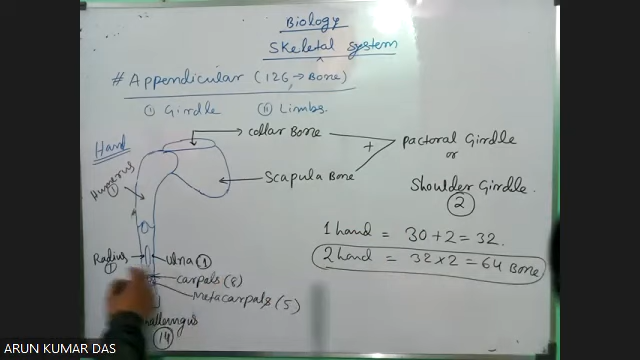 Biology
Skeletal system
# Appendicular (126 → Bone)
(i) Girdle (ii) Limbs
Hand
collar Bone
+
pactoral Girdle
or
Shoulder Girdle
(2)
Scapula Bone
Humerus
(1)
1 hand = 30 + 2 = 32.
2 hand = 32 × 2 = 64 Bone
Radius
(1)
ulna (1)
carpals (8)
Metacarpals (5)
(14)
ARUN KUMAR DAS